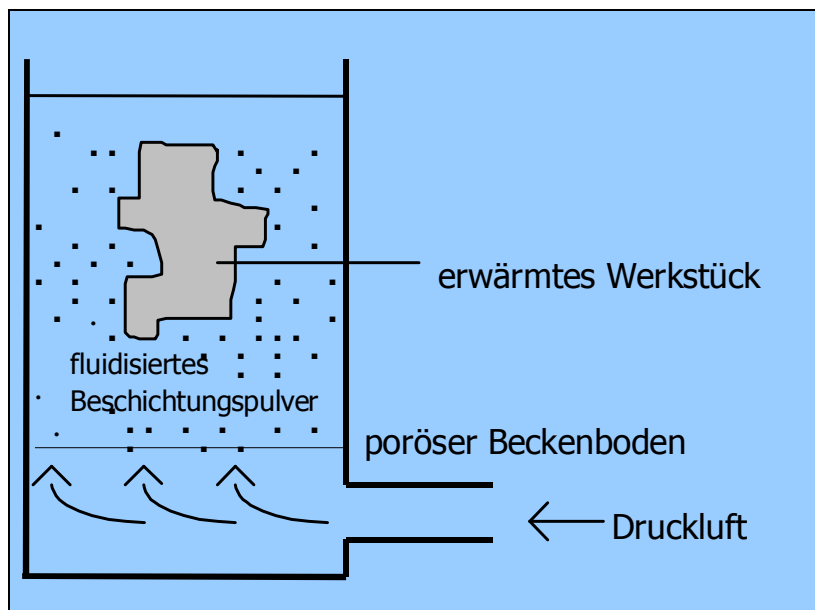 erwärmtes Werkstück
fluidisiertes
Beschichtungspulver
poröser Beckenboden
Druckluft